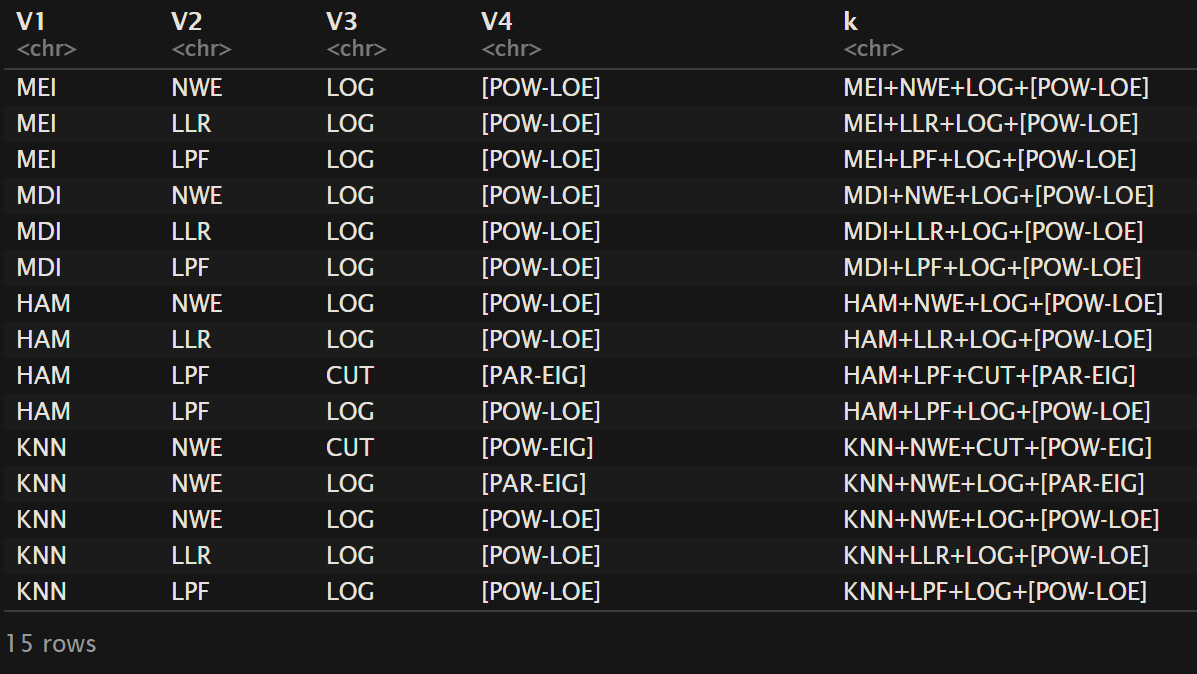 V1 V2 V3 V4 k
<chr> <chr> <chr> <chr> <chr>
MEI NWE LOG [POW-LOE] MEI+NWE+LOG+[POW-LOE]
MEI LLR LOG [POW-LOE] MEI+LLR+LOG+[POW-LOE]
MEI LPF LOG [POW-LOE] MEI+LPF+LOG+[POW-LOE]
MDI NWE LOG [POW-LOE] MDI+NWE+LOG+[POW-LOE]
MDI LLR LOG [POW-LOE] MDI+LLR+LOG+[POW-LOE]
MDI LPF LOG [POW-LOE] MDI+LPF+LOG+[POW-LOE]
HAM NWE LOG [POW-LOE] HAM+NWE+LOG+[POW-LOE]
HAM LLR LOG [POW-LOE] HAM+LLR+LOG+[POW-LOE]
HAM LPF CUT [PAR-EIG] HAM+LPF+CUT+[PAR-EIG]
HAM LPF LOG [POW-LOE] HAM+LPF+LOG+[POW-LOE]
KNN NWE CUT [POW-EIG] KNN+NWE+CUT+[POW-EIG]
KNN NWE LOG [PAR-EIG] KNN+NWE+LOG+[PAR-EIG]
KNN NWE LOG [POW-LOE] KNN+NWE+LOG+[POW-LOE]
KNN LLR LOG [POW-LOE] KNN+LLR+LOG+[POW-LOE]
KNN LPF LOG [POW-LOE] KNN+LPF+LOG+[POW-LOE]
15 rows